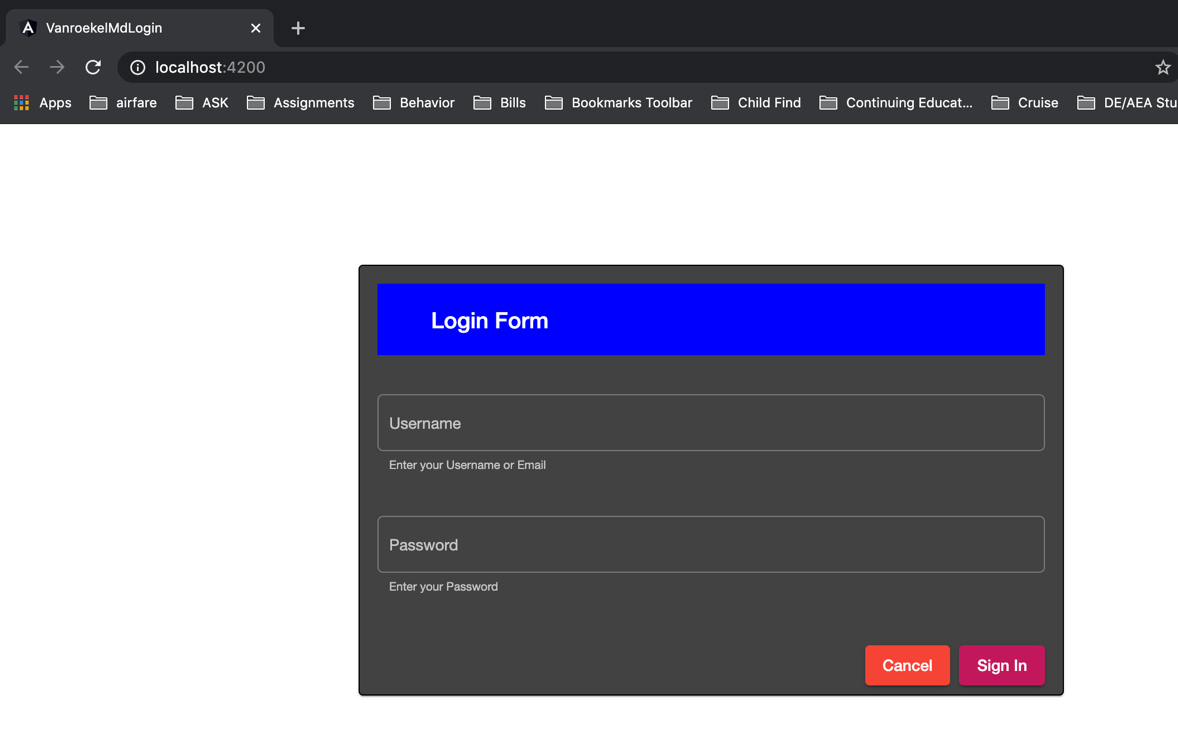 VanroekelMdLogin
localhost:4200
Apps airfare ASK Assignments Behavior Bills Bookmarks Toolbar Child Find Continuing Educat... Cruise DE/AEA Stu
Login Form
Username
Enter your Username or Email
Password
Enter your Password
Cancel Sign In